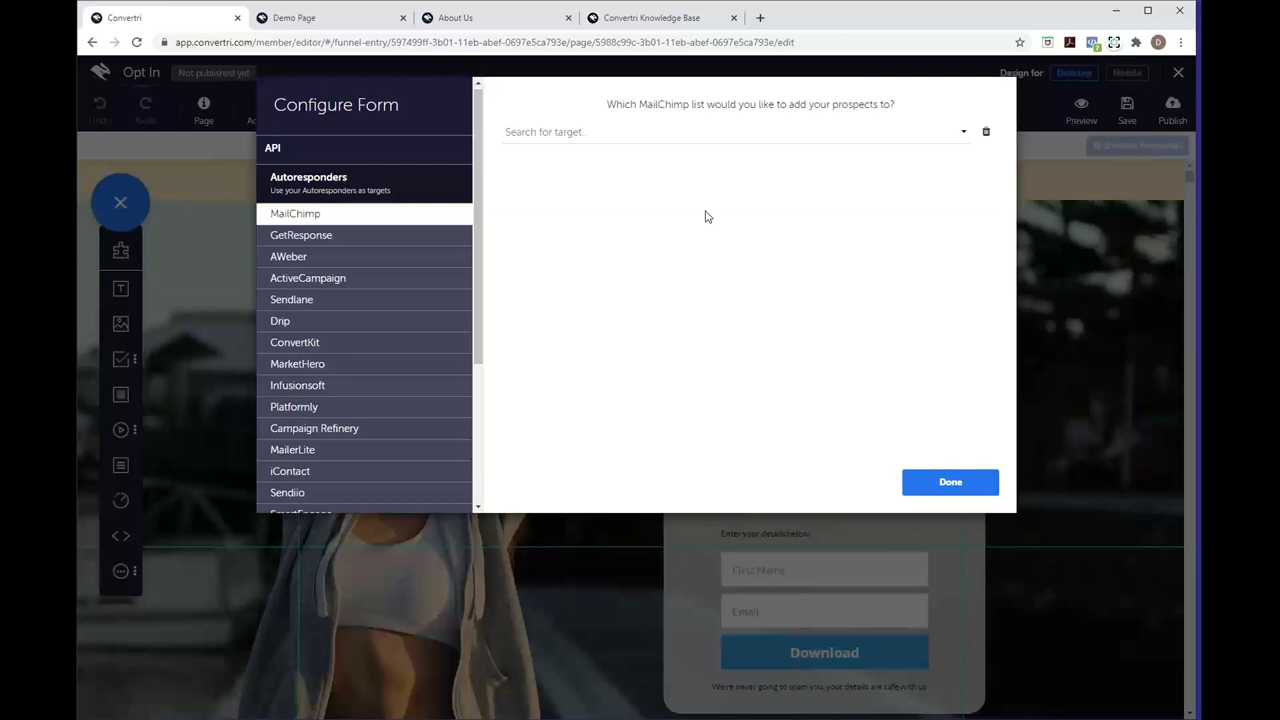 Convertri
Demo Page
About Us
Convertri Knowledge Base
app.convertri.com/member/editor/#/funnel-entry/597499ff-3b01-11eb-abef-0697e5ca793e/page/5988c99c-3b01-11eb-abef-0697e5ca793e/edit
D
Opt In
Not published yet
Design for
Desktop
Mobile
Undo
Redo
Page
Preview
Save
Publish
Configure Form
API
Autoresponders
Use your Autoresponders as targets
MailChimp
GetResponse
AWeber
ActiveCampaign
Sendlane
Drip
ConvertKit
MarketHero
Infusionsoft
Platformly
Campaign Refinery
MailerLite
iContact
Sendiio
Which MailChimp list would you like to add your prospects to?
Search for target...
Done
Enter your details below.
First Name
Email
Download
We're never going to spam you, your details are safe with us